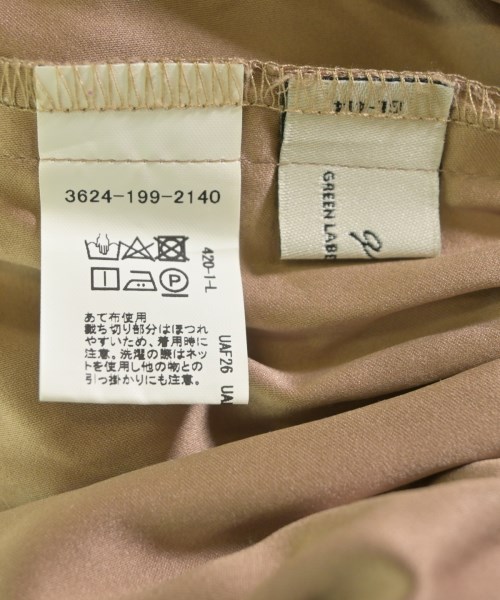 3624-199-2140
420-1-L
あて布使用
裁ち切り部分はほつれ
やすいため、着用時に
注意。洗濯の際はネッ
トを使用し他の物との
引っ掛かりにも注意。
UAF26 UA
GREEN LABE